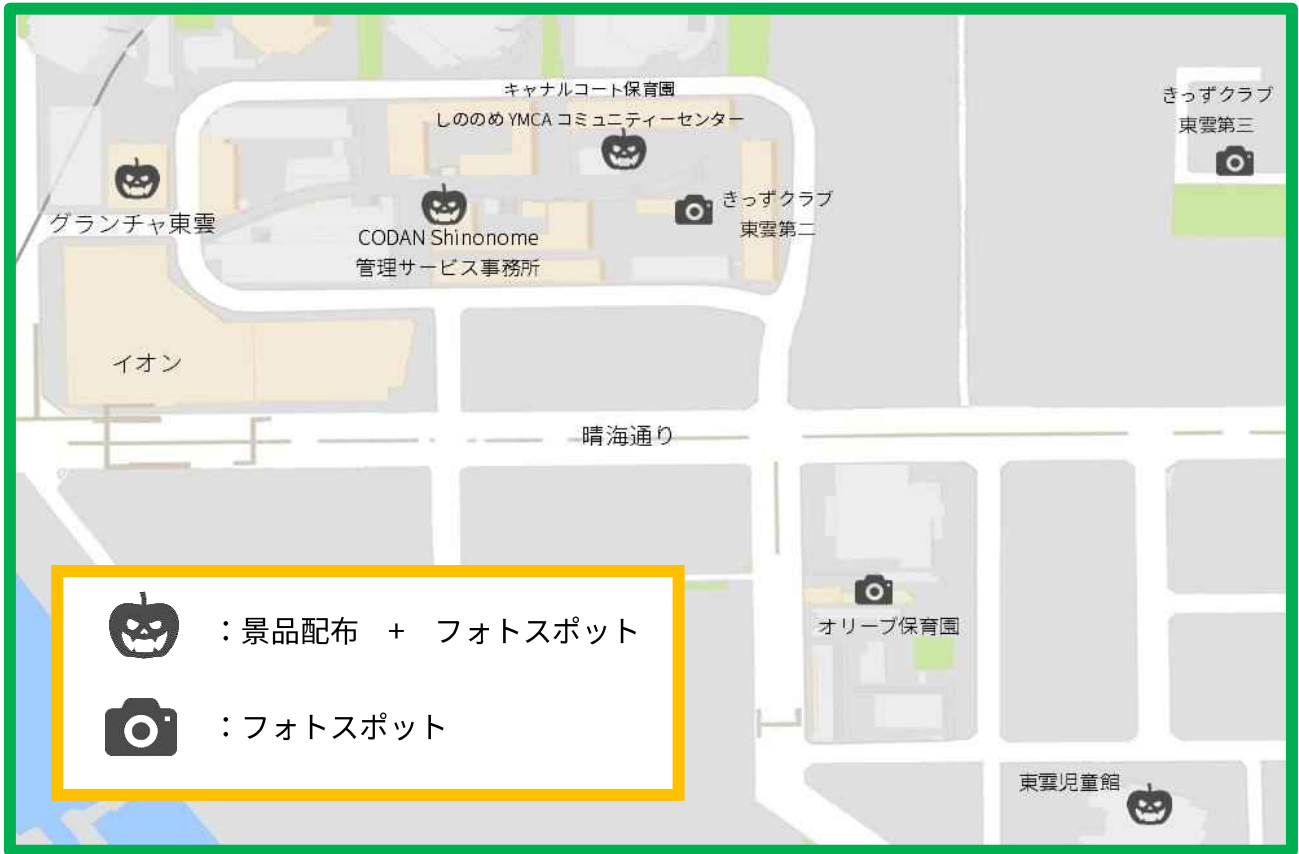 キャナルコート保育園
しののめ YMCA コミュニティーセンター
きっずクラブ
東雲第三
グランチャ東雲
きっずクラブ
東雲第二
CODAN Shinonome
管理サービス事務所
イオン
晴海通り
：景品配布　+　フォトスポット
：フォトスポット
オリーブ保育園
東雲児童館